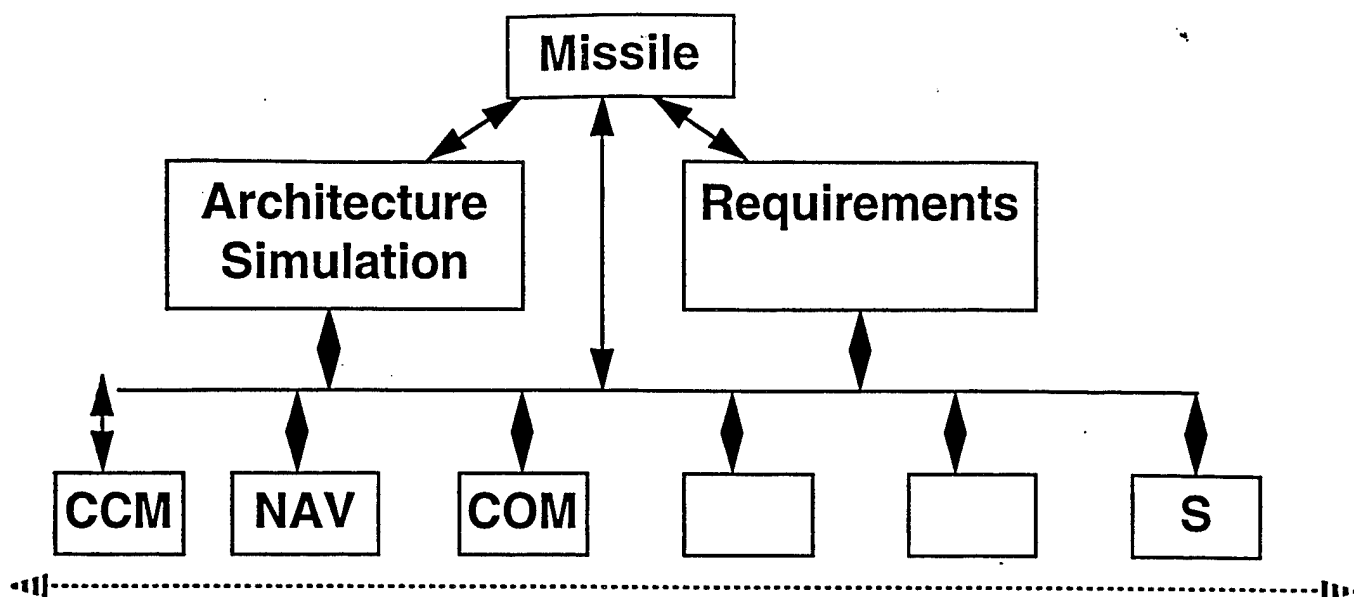 Missile
Architecture
Simulation
Requirements
CCM
NAV
COM
S